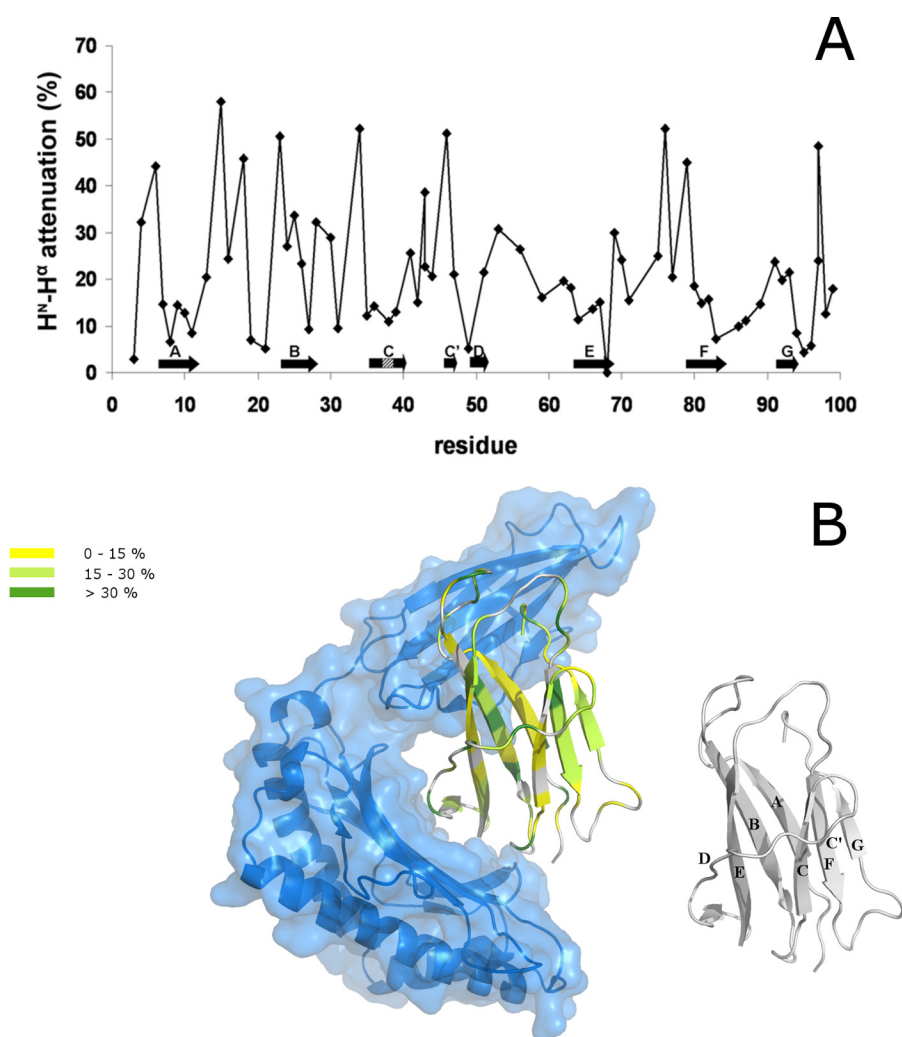 A
70
60
50
40
30
20
10
0
Hᴺ-Hᵅ attenuation (%)
A B C C' D E F G
0 10 20 30 40 50 60 70 80 90 100
residue
B
0 - 15 %
15 - 30 %
> 30 %
A
B
C'
G
D
E
C
F